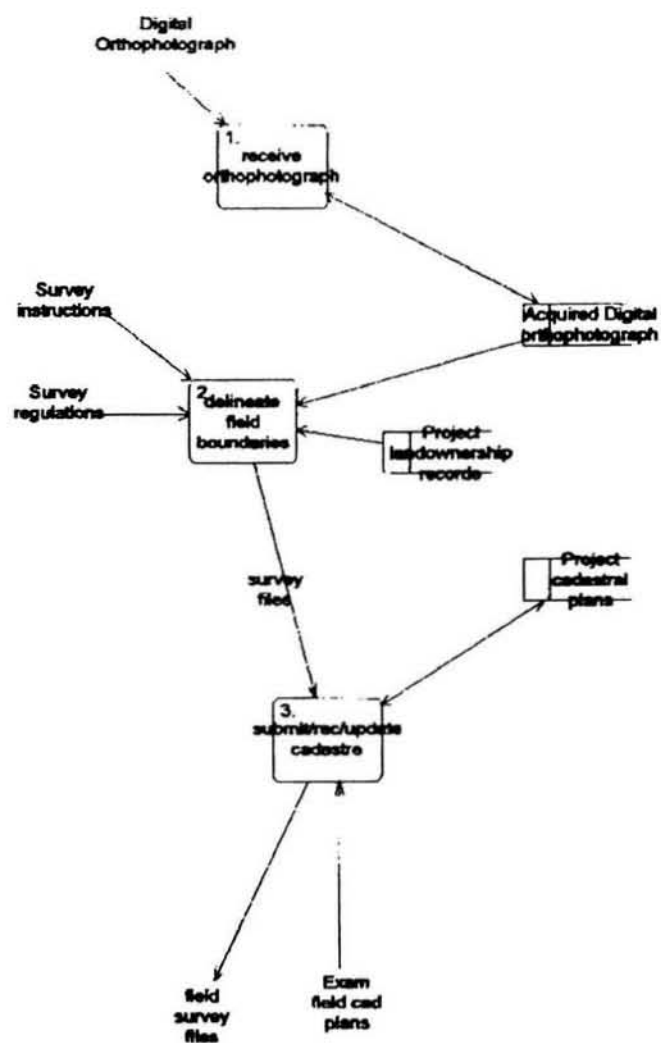 Digital
Orthophotograph
1.
receive
orthophotograph
Survey
instructions
Acquired Digital
orthophotograph
Survey
regulations
2
delineate
field
boundaries
Project
landownership
records
survey
files
Project
cadastral
plans
3.
submit/rec/update
cadastre
field
survey
files
Exam
field cad
plans